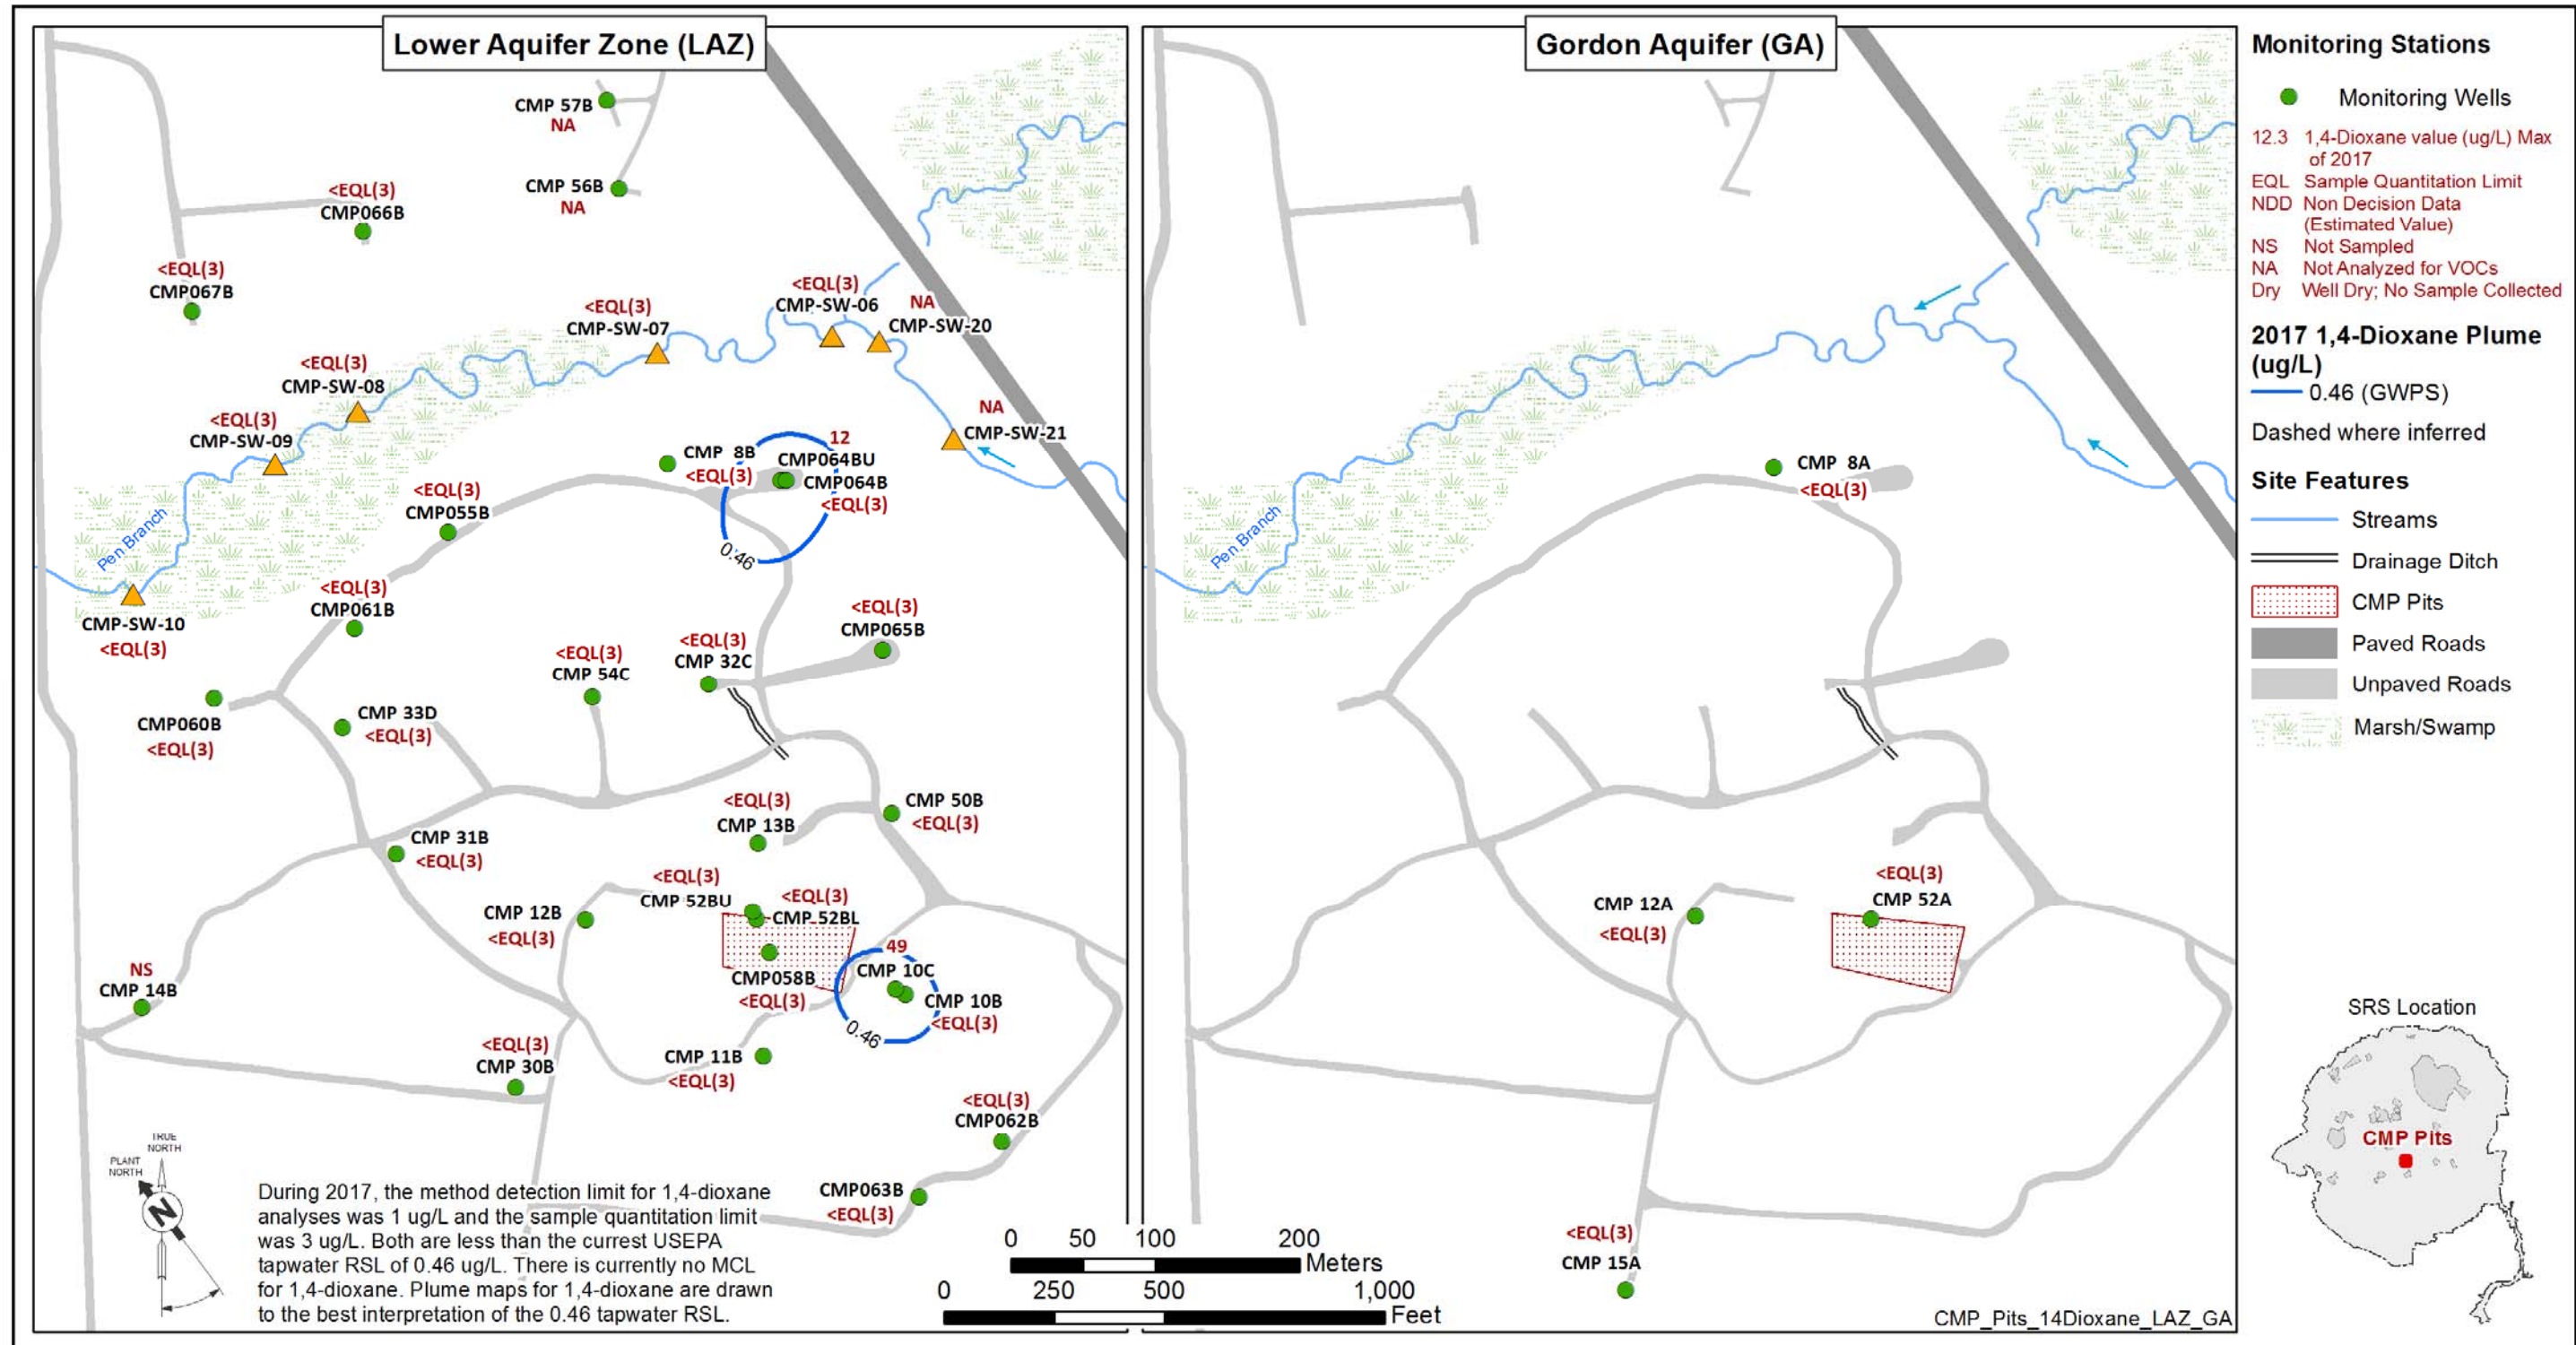 Lower Aquifer Zone (LAZ)
CMP 57B
NA
CMP 56B
NA
<EQL(3)
CMP066B
<EQL(3)
CMP067B
<EQL(3)
CMP-SW-06
NA
CMP-SW-20
<EQL(3)
CMP-SW-07
<EQL(3)
CMP-SW-08
<EQL(3)
CMP-SW-09
NA
CMP-SW-21
Pen Branch
CMP-SW-10
<EQL(3)
CMP 8B
<EQL(3)
12
CMP064BU
CMP064B
<EQL(3)
0.46
<EQL(3)
CMP055B
<EQL(3)
CMP061B
<EQL(3)
CMP065B
<EQL(3)
CMP 32C
<EQL(3)
CMP 54C
CMP060B
<EQL(3)
CMP 33D
<EQL(3)
<EQL(3)
CMP 13B
CMP 50B
<EQL(3)
CMP 31B
<EQL(3)
<EQL(3)
CMP 52BU
<EQL(3)
CMP 52BL
CMP 12B
<EQL(3)
CMP058B
<EQL(3)
49
CMP 10C
CMP 10B
<EQL(3)
0.46
NS
CMP 14B
<EQL(3)
CMP 30B
CMP 11B
<EQL(3)
<EQL(3)
CMP062B
CMP063B
<EQL(3)
TRUE
NORTH
PLANT
NORTH
N
During 2017, the method detection limit for 1,4-dioxane
analyses was 1 ug/L and the sample quantitation limit
was 3 ug/L. Both are less than the currest USEPA
tapwater RSL of 0.46 ug/L. There is currently no MCL
for 1,4-dioxane. Plume maps for 1,4-dioxane are drawn
to the best interpretation of the 0.46 tapwater RSL.
0 50 100 200
Meters
0 250 500 1,000
Feet
Gordon Aquifer (GA)
Pen Branch
CMP 8A
<EQL(3)
CMP 12A
<EQL(3)
<EQL(3)
CMP 52A
<EQL(3)
CMP 15A
CMP_Pits_14Dioxane_LAZ_GA
Monitoring Stations
Monitoring Wells
12.3 1,4-Dioxane value (ug/L) Max
of 2017
EQL Sample Quantitation Limit
NDD Non Decision Data
(Estimated Value)
NS Not Sampled
NA Not Analyzed for VOCs
Dry Well Dry; No Sample Collected
2017 1,4-Dioxane Plume
(ug/L)
0.46 (GWPS)
Dashed where inferred
Site Features
Streams
Drainage Ditch
CMP Pits
Paved Roads
Unpaved Roads
Marsh/Swamp
SRS Location
CMP Pits